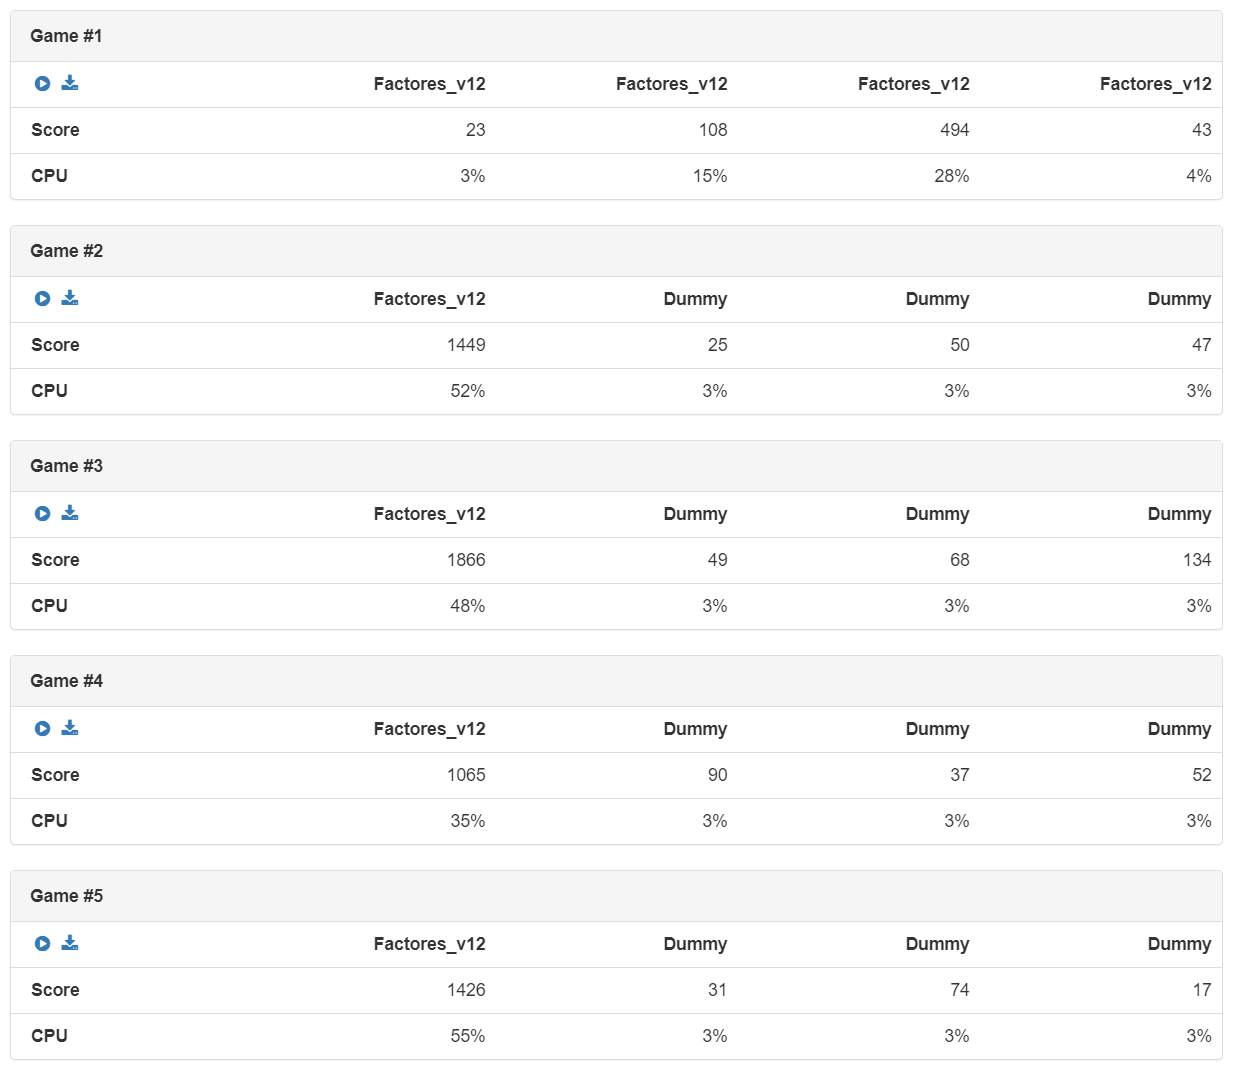 Game #1
Factores_v12 Factores_v12 Factores_v12 Factores_v12
Score 23 108 494 43
CPU 3% 15% 28% 4%
Game #2
Factores_v12 Dummy Dummy Dummy
Score 1449 25 50 47
CPU 52% 3% 3% 3%
Game #3
Factores_v12 Dummy Dummy Dummy
Score 1866 49 68 134
CPU 48% 3% 3% 3%
Game #4
Factores_v12 Dummy Dummy Dummy
Score 1065 90 37 52
CPU 35% 3% 3% 3%
Game #5
Factores_v12 Dummy Dummy Dummy
Score 1426 31 74 17
CPU 55% 3% 3% 3%